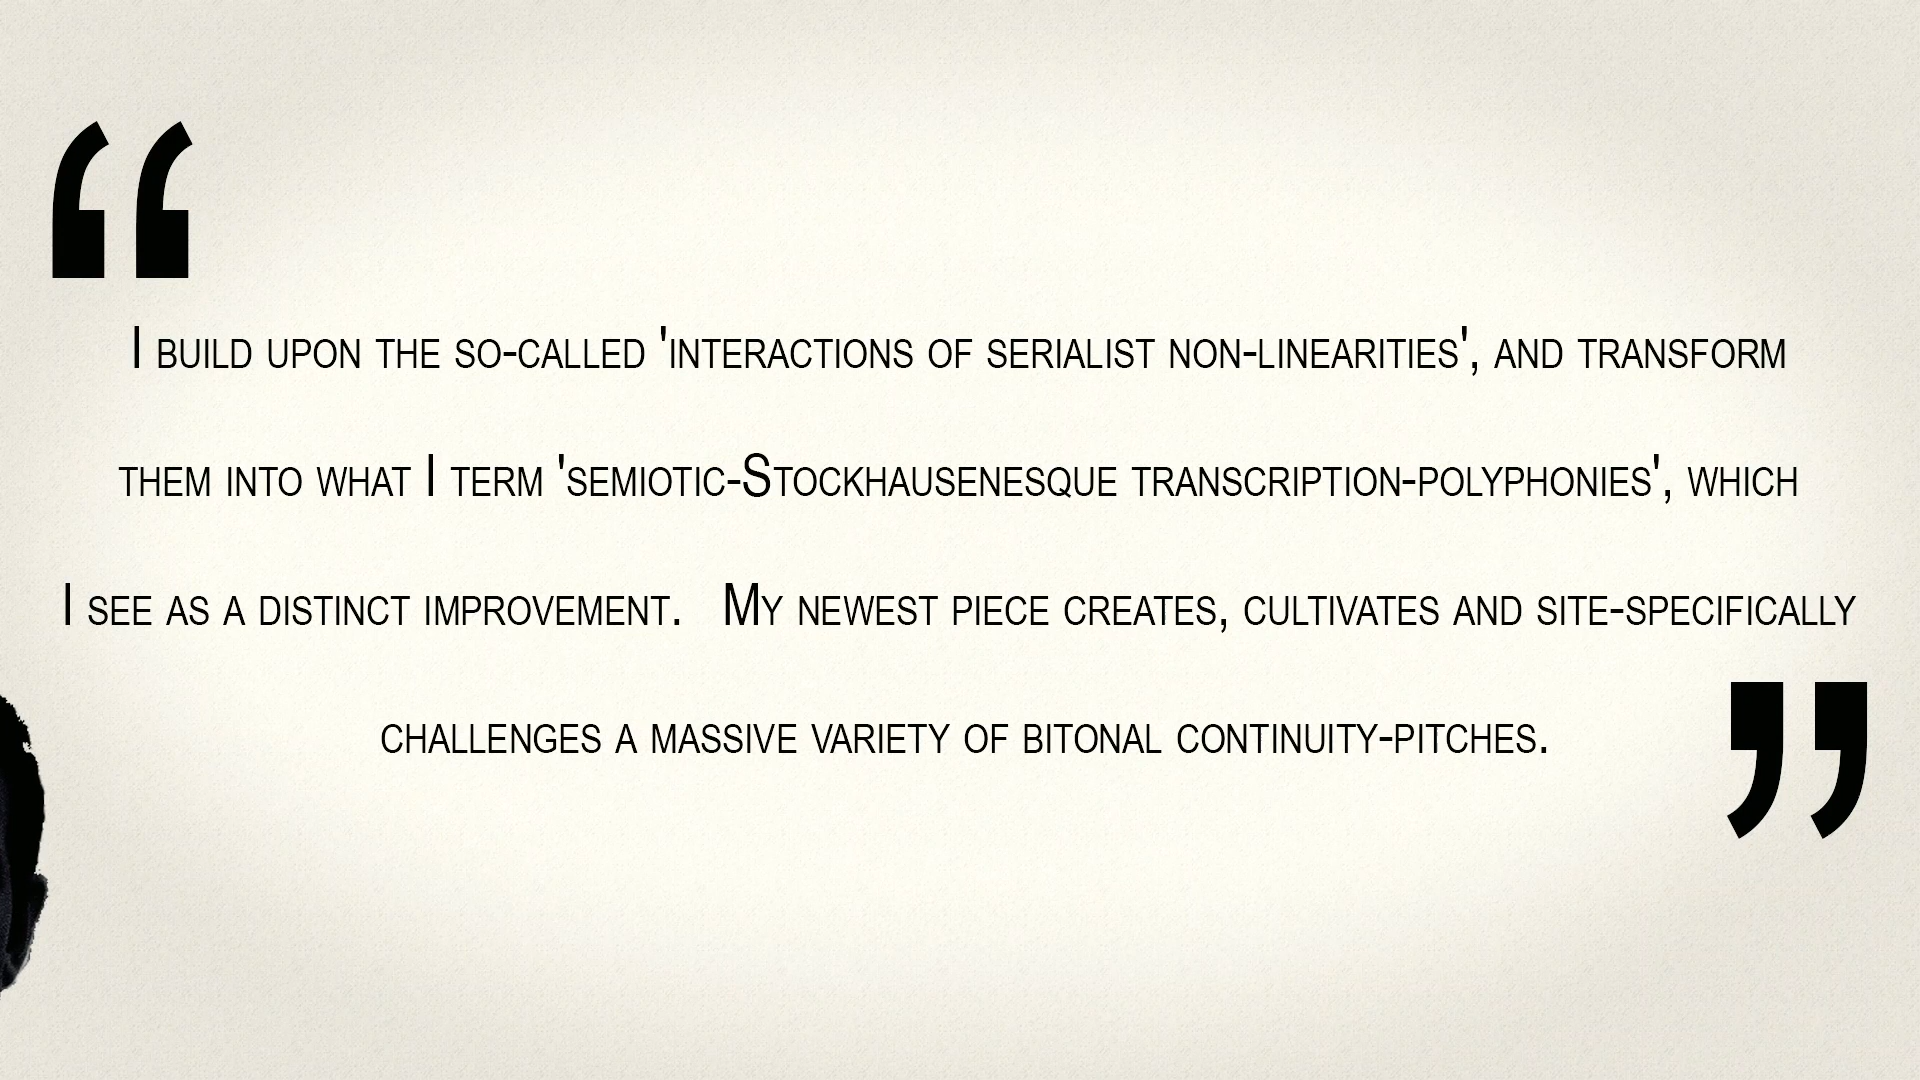 “
I build upon the so-called 'interactions of serialist non-linearities', and transform
them into what I term 'semiotic-Stockhausenesque transcription-polyphonies', which
I see as a distinct improvement.   My newest piece creates, cultivates and site-specifically
challenges a massive variety of bitonal continuity-pitches.
”